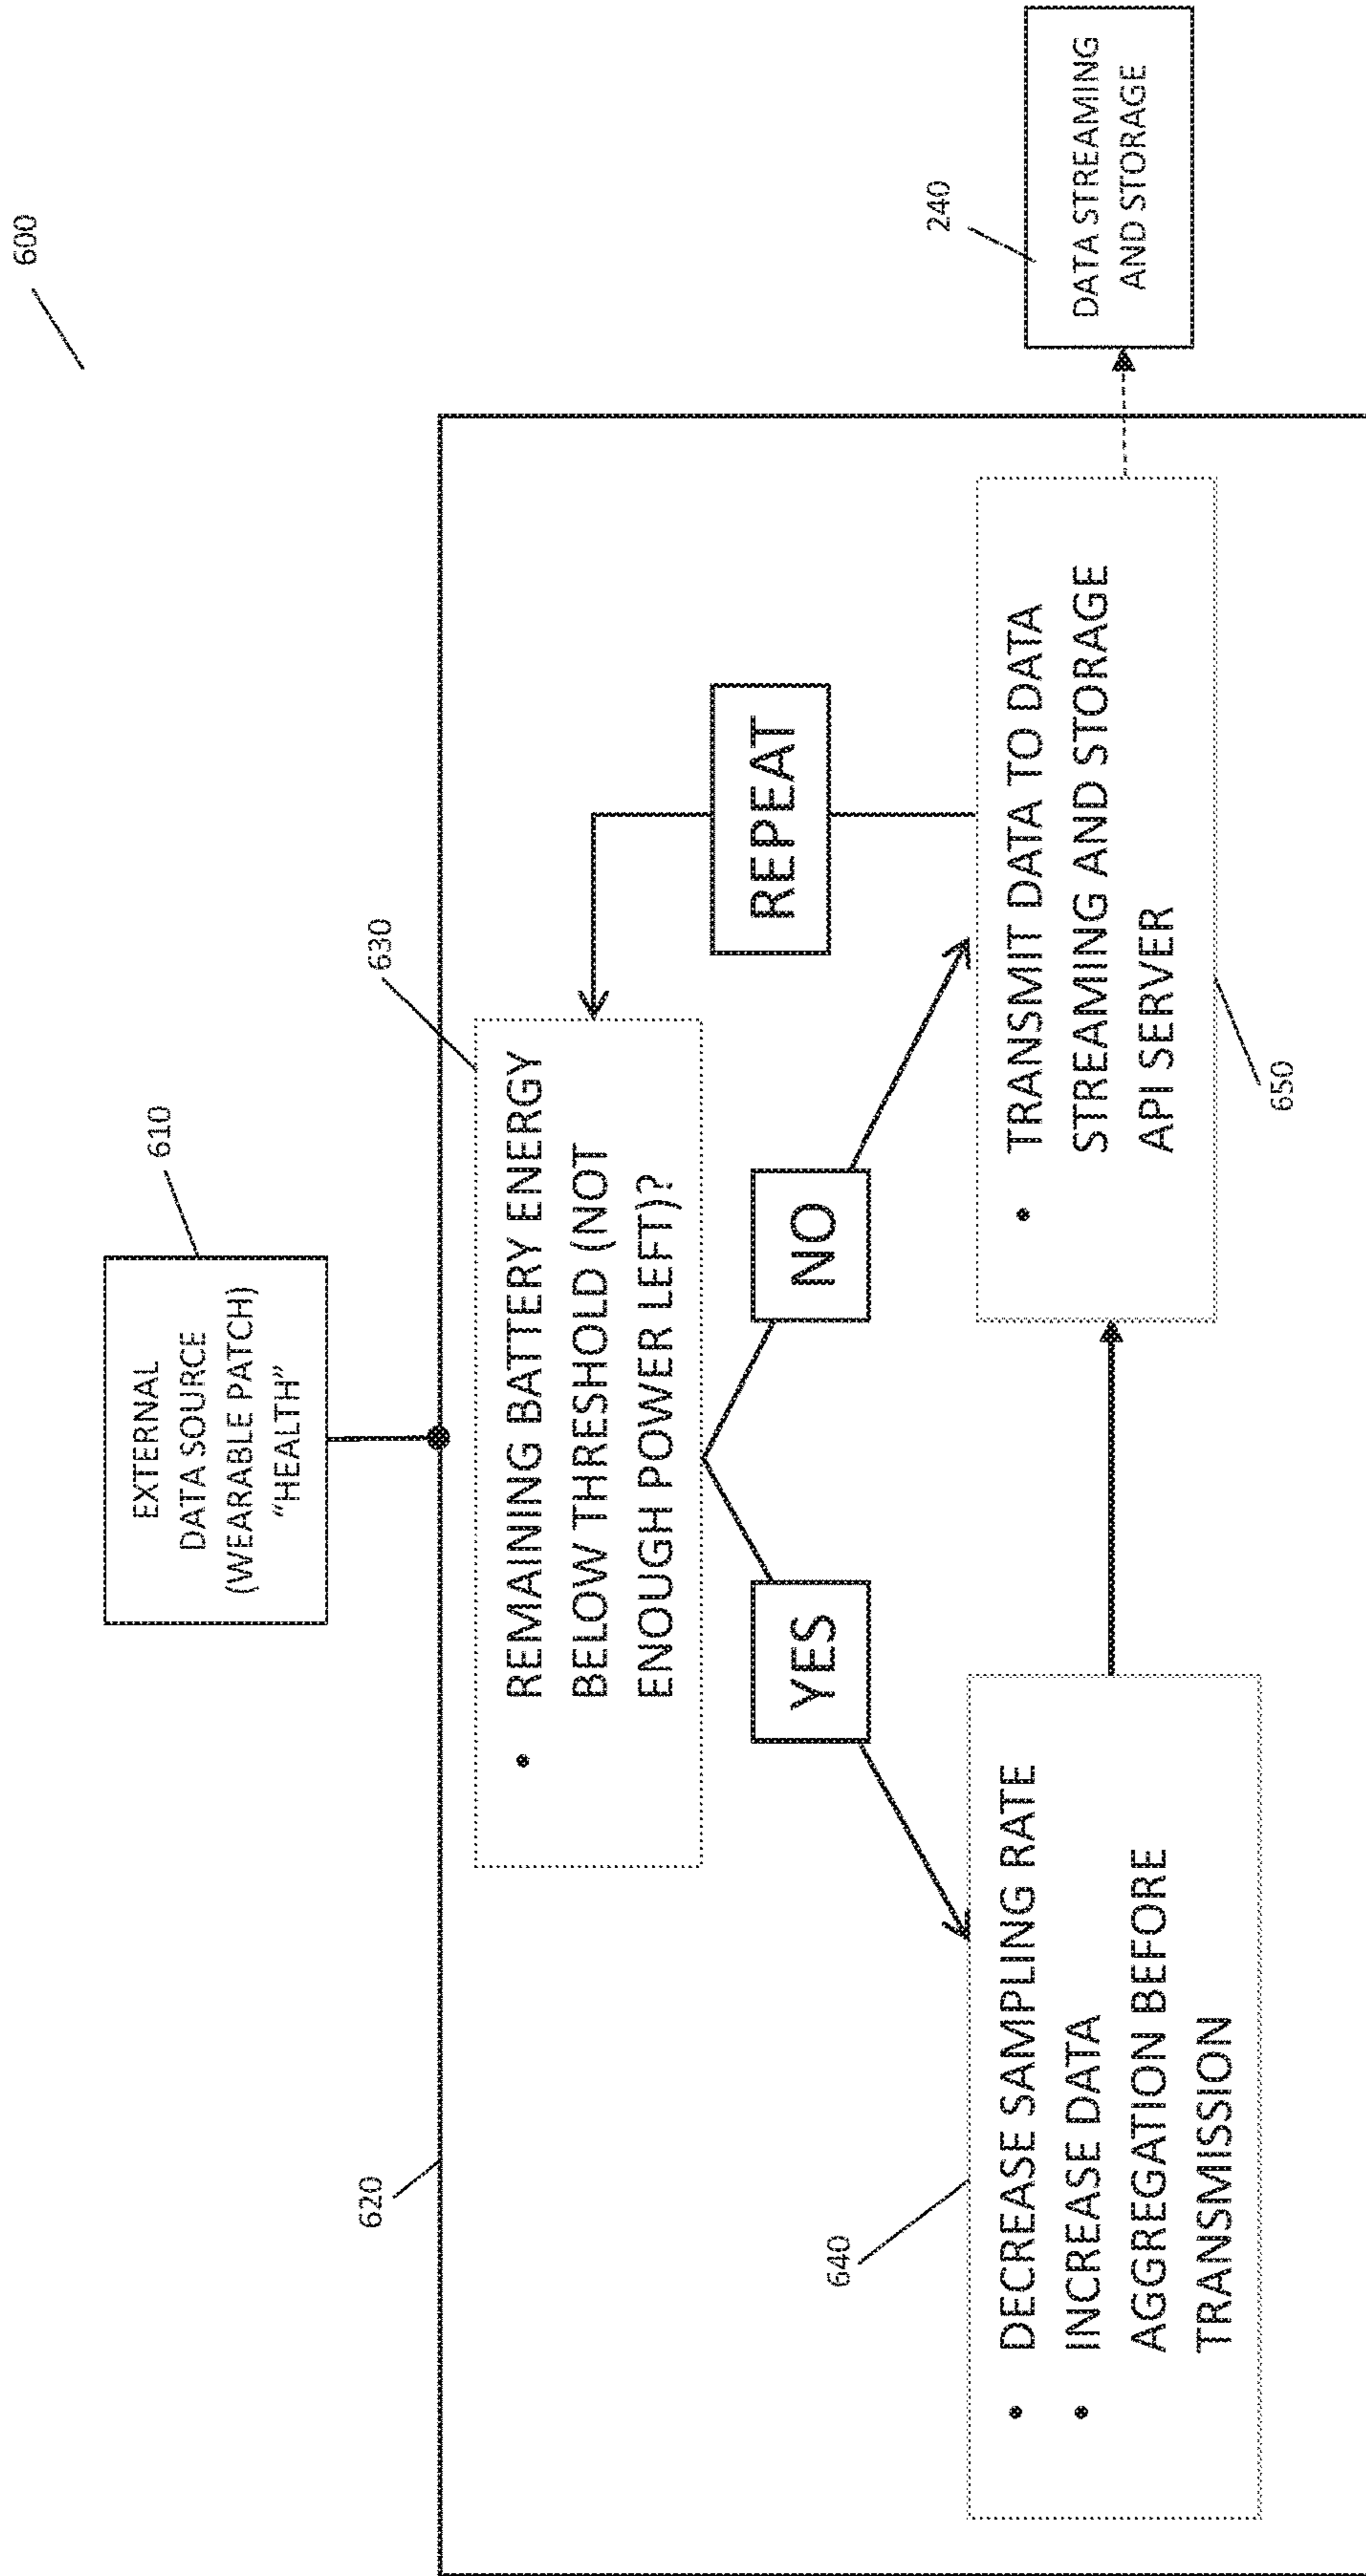 600
610
EXTERNAL
DATA SOURCE
(WEARABLE PATCH)
“HEALTH”
620
630
• REMAINING BATTERY ENERGY
BELOW THRESHOLD (NOT
ENOUGH POWER LEFT)?
YES
NO
REPEAT
640
• DECREASE SAMPLING RATE
• INCREASE DATA
AGGREGATION BEFORE
TRANSMISSION
• TRANSMIT DATA TO DATA
STREAMING AND STORAGE
API SERVER
650
240
DATA STREAMING
AND STORAGE